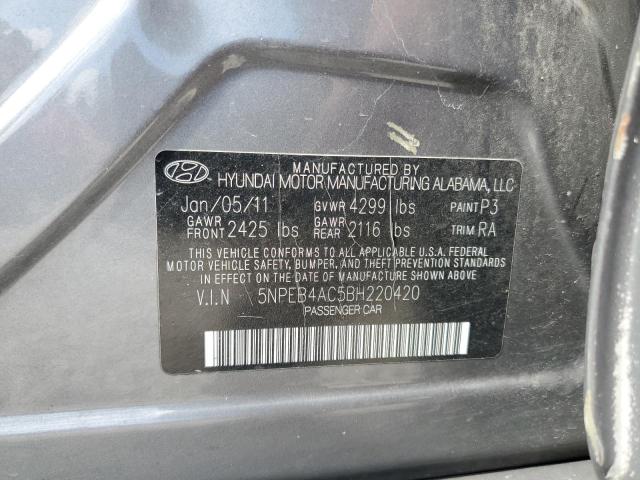 MANUFACTURED BY
HYUNDAI MOTOR MANUFACTURING ALABAMA, LLC
Jan/05/11 GVWR 4299 lbs PAINT P3
GAWR FRONT 2425 lbs GAWR REAR 2116 lbs TRIM RA
THIS VEHICLE CONFORMS TO ALL APPLICABLE U.S.A. FEDERAL
MOTOR VEHICLE SAFETY, BUMPER, AND THEFT PREVENTION STANDARDS
IN EFFECT ON THE DATE OF MANUFACTURE SHOWN ABOVE.
V.I.N 5NPEB4AC5BH220420
PASSENGER CAR